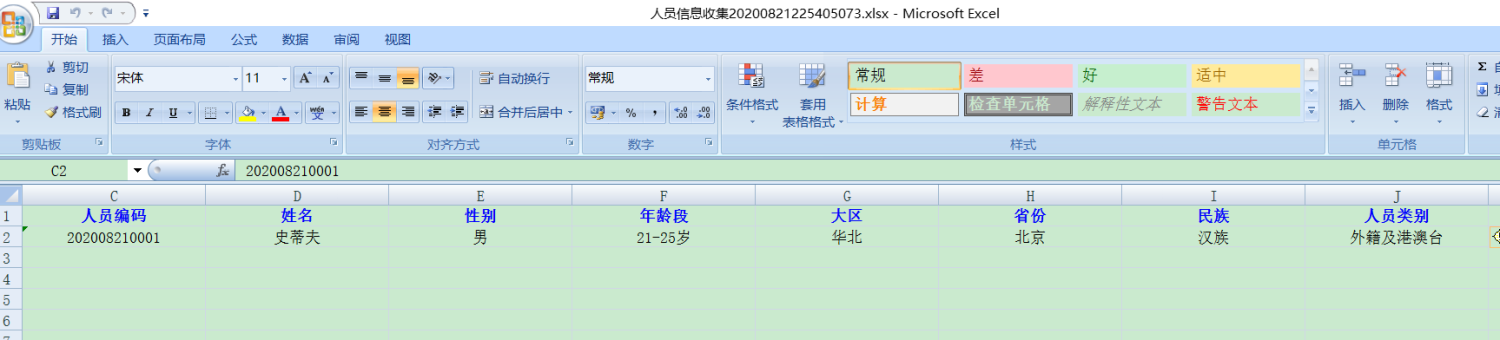 人员信息收集20200821225405073.xlsx - Microsoft Excel
开始 插入 页面布局 公式 数据 审阅 视图
粘贴 剪切 复制 格式刷 剪贴板
宋体 11 B I U 字体
自动换行 合并后居中 对齐方式
常规 % , 数字
条件格式 套用 表格格式
常规 差 好 适中
计算 检查单元格 解释性文本 警告文本
样式
插入 删除 格式 单元格
Σ
C2 fx 202008210001
C D E F G H I J
1 人员编码 姓名 性别 年龄段 大区 省份 民族 人员类别
2 202008210001 史蒂夫 男 21-25岁 华北 北京 汉族 外籍及港澳台
3
4
5
6